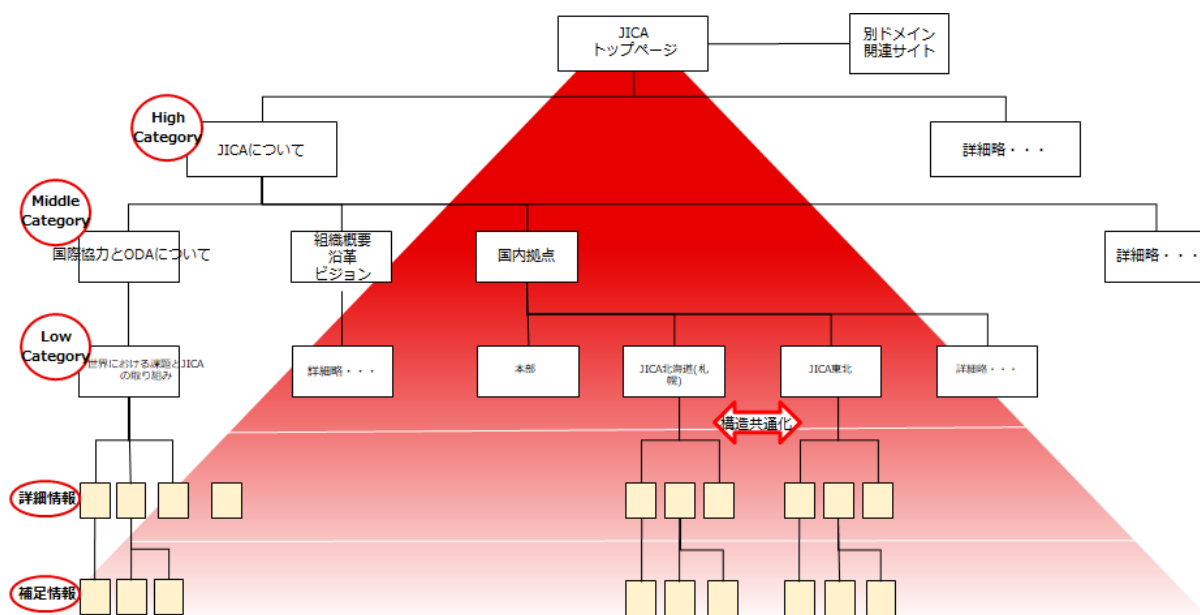 JICA
トップページ
別ドメイン
関連サイト
High
Category
JICAについて
詳細略・・・
Middle
Category
国際協力とODAについて
組織概要
沿革
ビジョン
国内拠点
詳細略・・・
Low
Category
世界における課題とJICA
の取り組み
詳細略・・・
本部
JICA北海道(札
幌)
JICA東北
詳細略・・・
構造共通化
詳細情報
補足情報